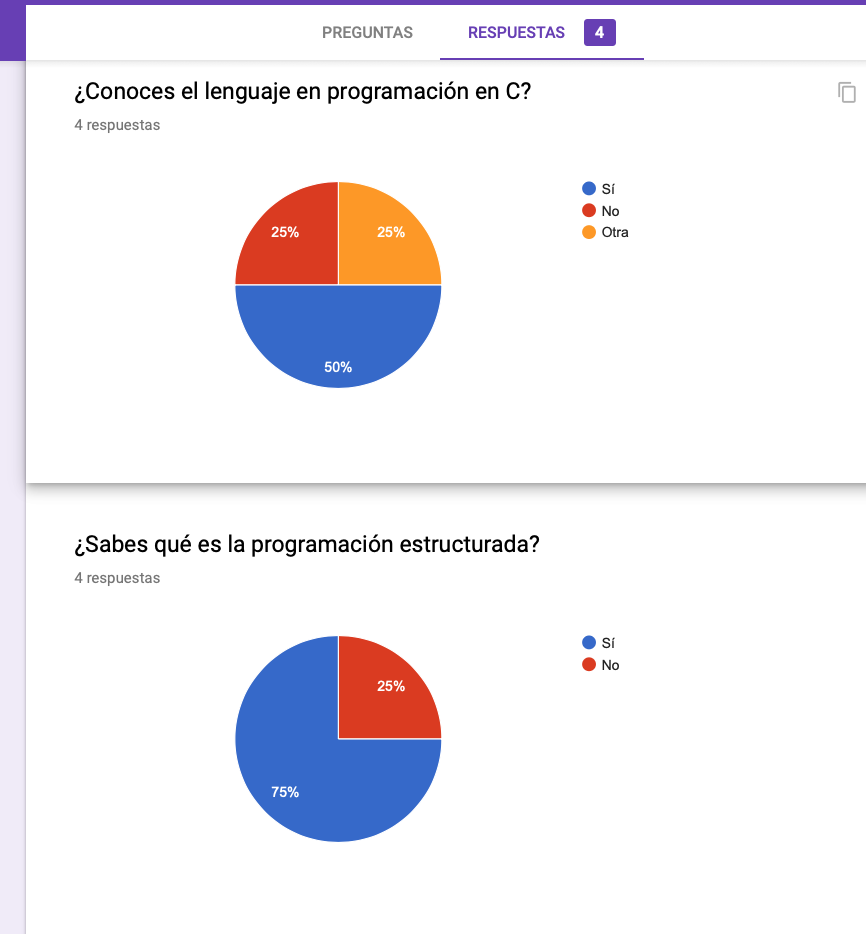 PREGUNTAS
RESPUESTAS 4
¿Conoces el lenguaje en programación en C?
4 respuestas
Sí
No
Otra
25%
25%
50%
¿Sabes qué es la programación estructurada?
4 respuestas
Sí
No
25%
75%